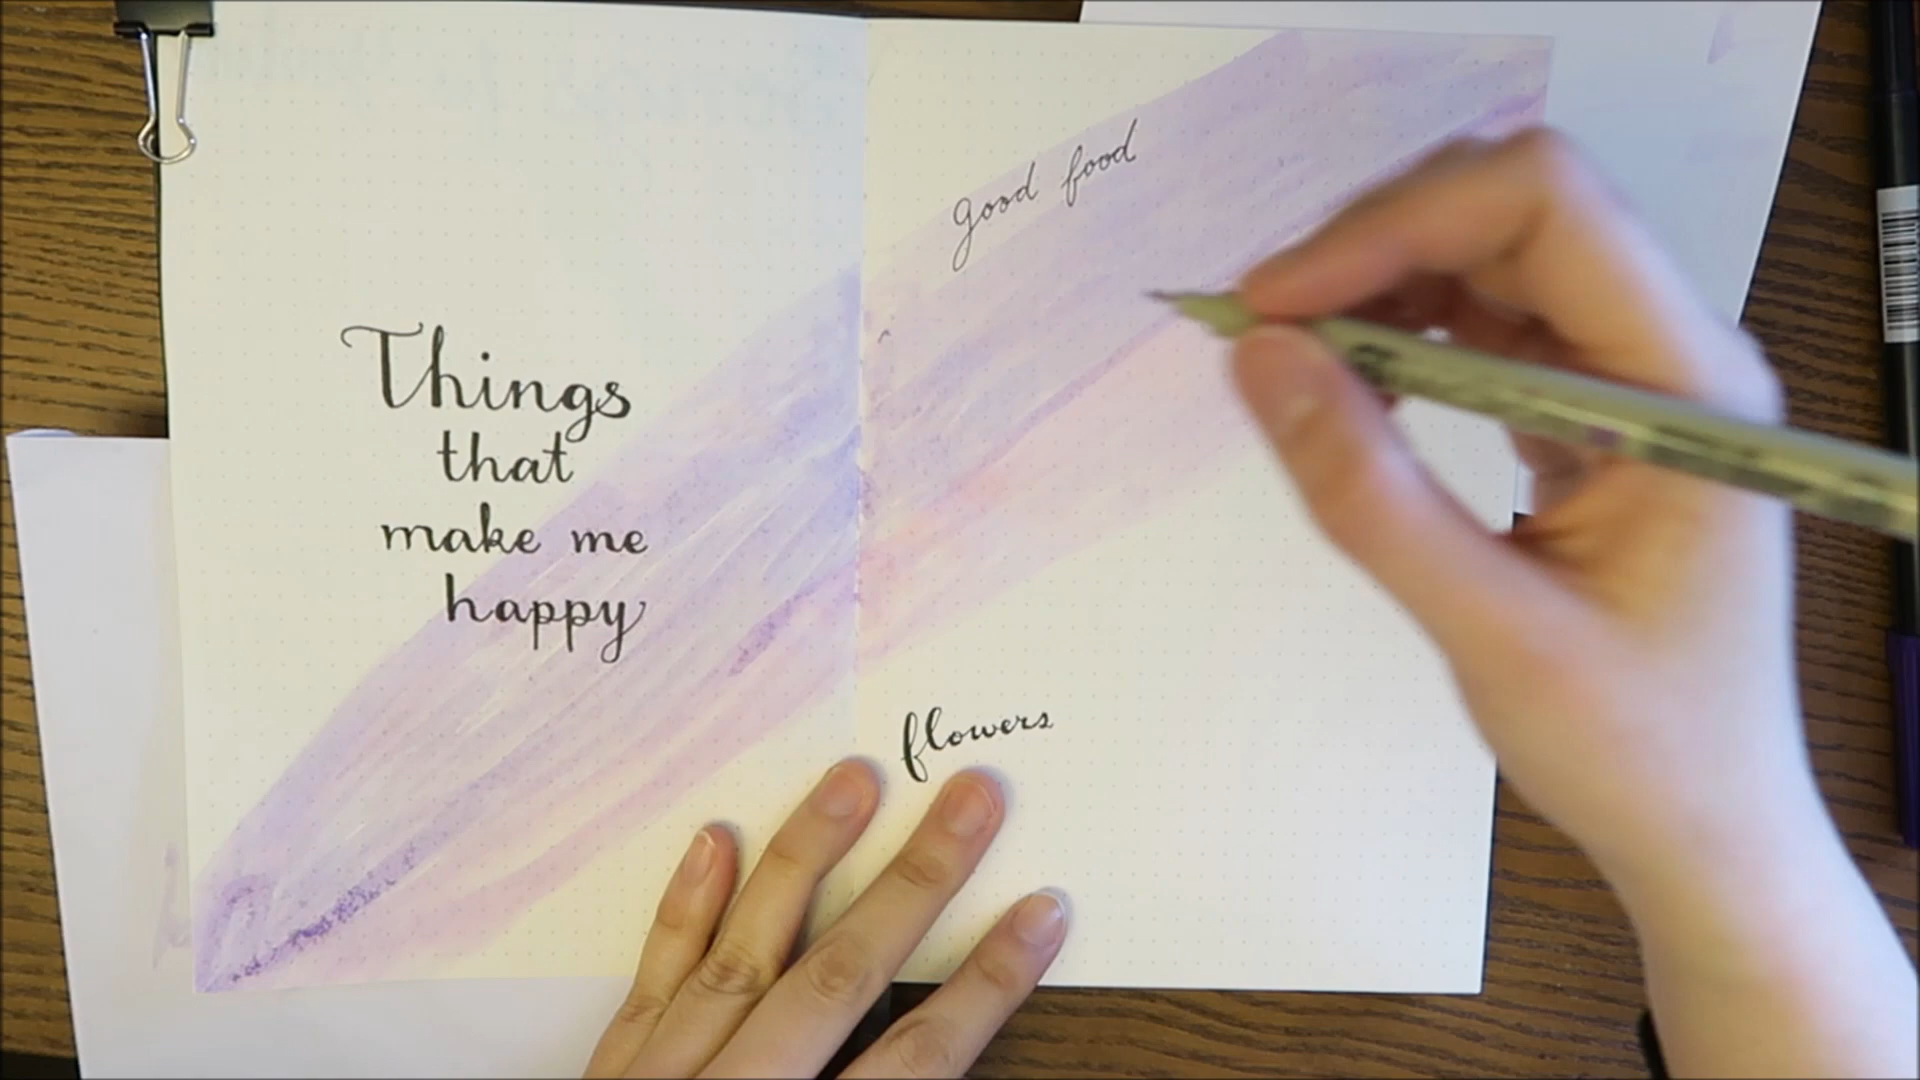 Things
that
make me
happy
good food
flowers